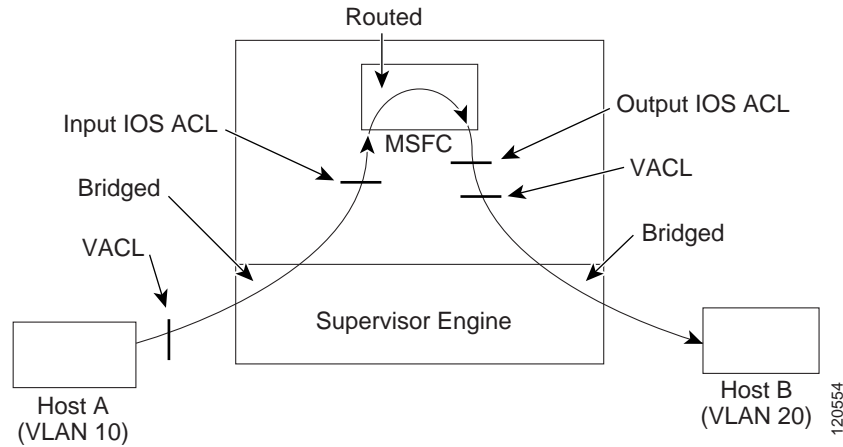 Routed
Input IOS ACL
Output IOS ACL
MSFC
VACL
Bridged
Bridged
VACL
Supervisor Engine
Host A
(VLAN 10)
Host B
(VLAN 20)
120554